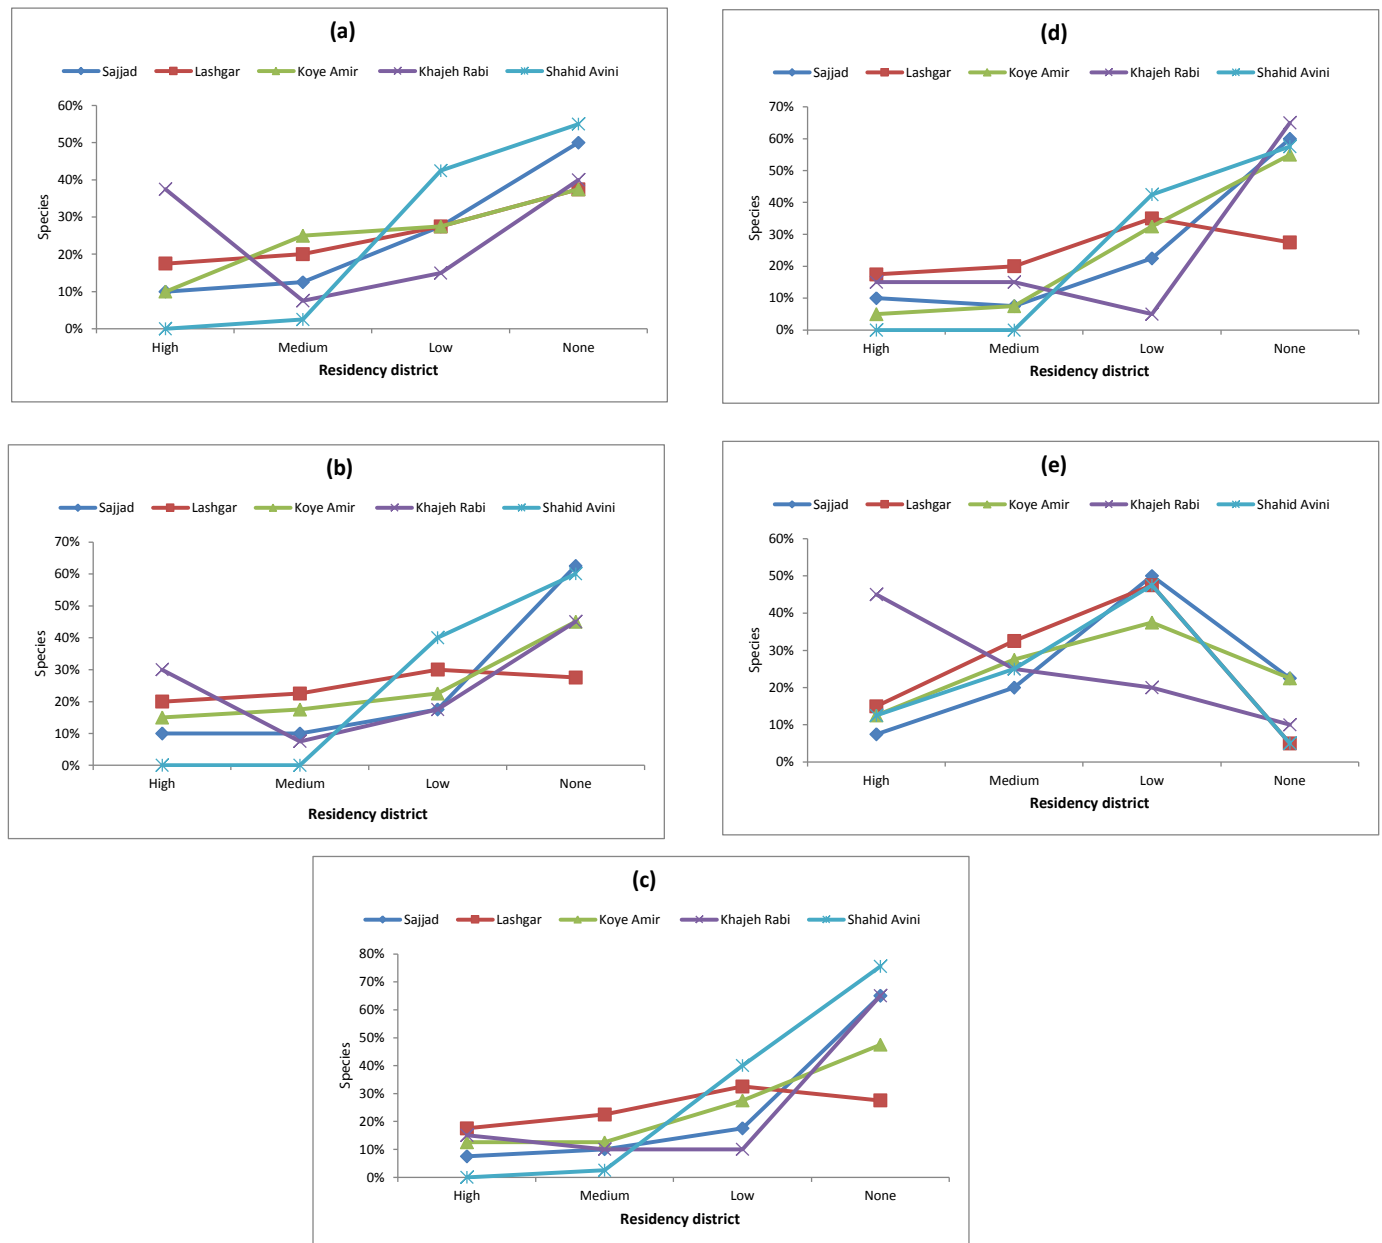 (a)
Sajjad Lashgar Koye Amir Khajeh Rabi Shahid Avini
60%
50%
40%
30%
20%
10%
0%
Species
High Medium Low None
Residency district
(d)
Sajjad Lashgar Koye Amir Khajeh Rabi Shahid Avini
70%
60%
50%
40%
30%
20%
10%
0%
Species
High Medium Low None
Residency district
(b)
Sajjad Lashgar Koye Amir Khajeh Rabi Shahid Avini
70%
60%
50%
40%
30%
20%
10%
0%
Species
High Medium Low None
Residency district
(e)
Sajjad Lashgar Koye Amir Khajeh Rabi Shahid Avini
60%
50%
40%
30%
20%
10%
0%
Species
High Medium Low None
Residency district
(c)
Sajjad Lashgar Koye Amir Khajeh Rabi Shahid Avini
80%
70%
60%
50%
40%
30%
20%
10%
0%
Species
High Medium Low None
Residency district